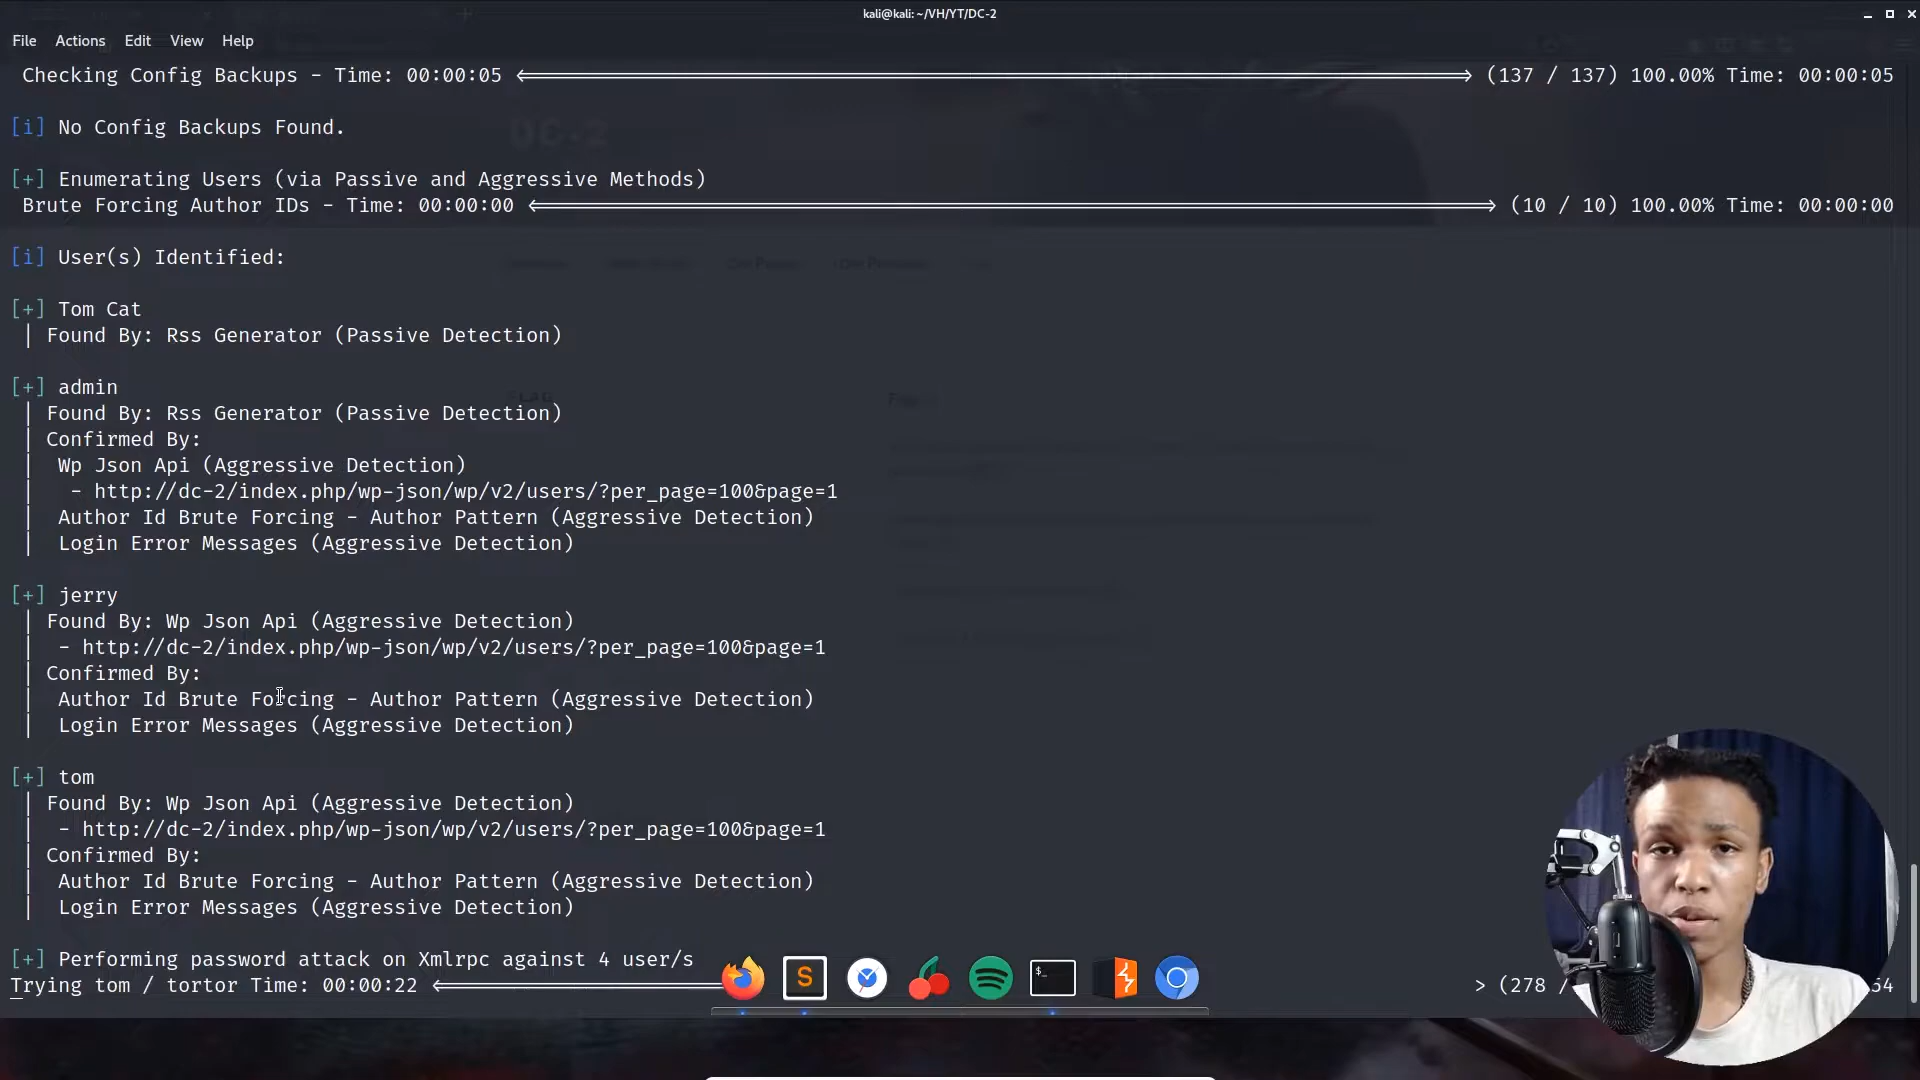 kali@kali: ~/VH/YT/DC-2
File Actions Edit View Help
Checking Config Backups - Time: 00:00:05 <=> (137 / 137) 100.00% Time: 00:00:05
[i] No Config Backups Found.
[+] Enumerating Users (via Passive and Aggressive Methods)
Brute Forcing Author IDs - Time: 00:00:00 <=> (10 / 10) 100.00% Time: 00:00:00
[i] User(s) Identified:
[+] Tom Cat
| Found By: Rss Generator (Passive Detection)
[+] admin
| Found By: Rss Generator (Passive Detection)
| Confirmed By:
| Wp Json Api (Aggressive Detection)
| - http://dc-2/index.php/wp-json/wp/v2/users/?per_page=100&page=1
| Author Id Brute Forcing - Author Pattern (Aggressive Detection)
| Login Error Messages (Aggressive Detection)
[+] jerry
| Found By: Wp Json Api (Aggressive Detection)
| - http://dc-2/index.php/wp-json/wp/v2/users/?per_page=100&page=1
| Confirmed By:
| Author Id Brute Forcing - Author Pattern (Aggressive Detection)
| Login Error Messages (Aggressive Detection)
[+] tom
| Found By: Wp Json Api (Aggressive Detection)
| - http://dc-2/index.php/wp-json/wp/v2/users/?per_page=100&page=1
| Confirmed By:
| Author Id Brute Forcing - Author Pattern (Aggressive Detection)
| Login Error Messages (Aggressive Detection)
[+] Performing password attack on Xmlrpc against 4 user/s
Trying tom / tortor Time: 00:00:22 <= > (278 /
DC-2
FLAG
S
$_